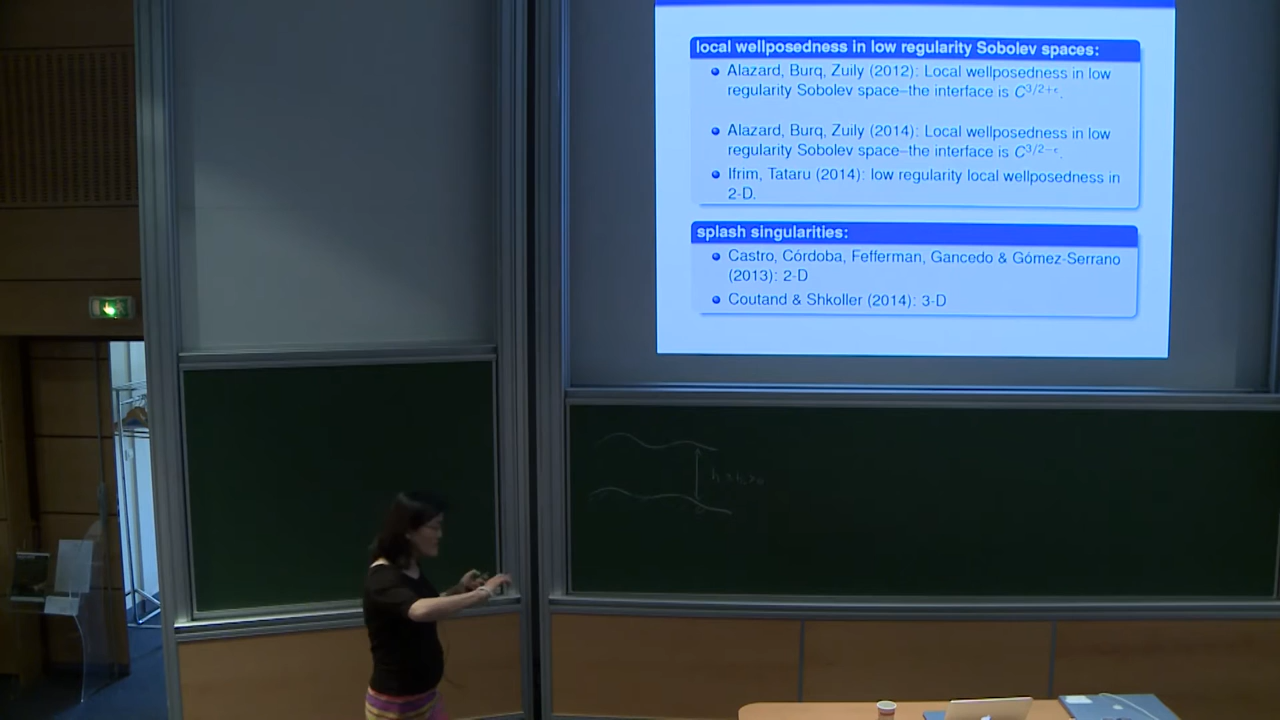 local wellposedness in low regularity Sobolev spaces:
Alazard, Burq, Zuily (2012): Local wellposedness in low
regularity Sobolev space–the interface is C^{3/2+ϵ}.
Alazard, Burq, Zuily (2014): Local wellposedness in low
regularity Sobolev space–the interface is C^{3/2−ϵ}.
Ifrim, Tataru (2014): low regularity local wellposedness in
2-D.
splash singularities:
Castro, Córdoba, Fefferman, Gancedo & Gómez-Serrano
(2013): 2-D
Coutand & Shkoller (2014): 3-D